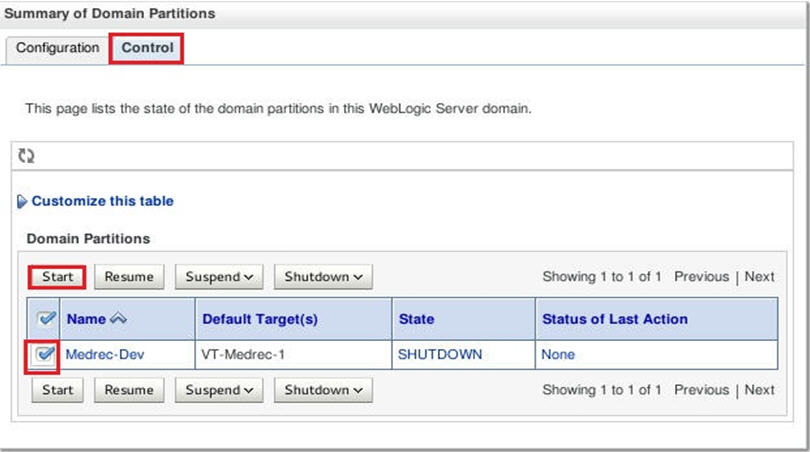 Summary of Domain Partitions
Configuration Control
This page lists the state of the domain partitions in this WebLogic Server domain.
Customize this table
Domain Partitions
Start Resume Suspend Shutdown Showing 1 to 1 of 1 Previous | Next
Name Default Target(s) State Status of Last Action
Medrec-Dev VT-Medrec-1 SHUTDOWN None
Start Resume Suspend Shutdown Showing 1 to 1 of 1 Previous | Next